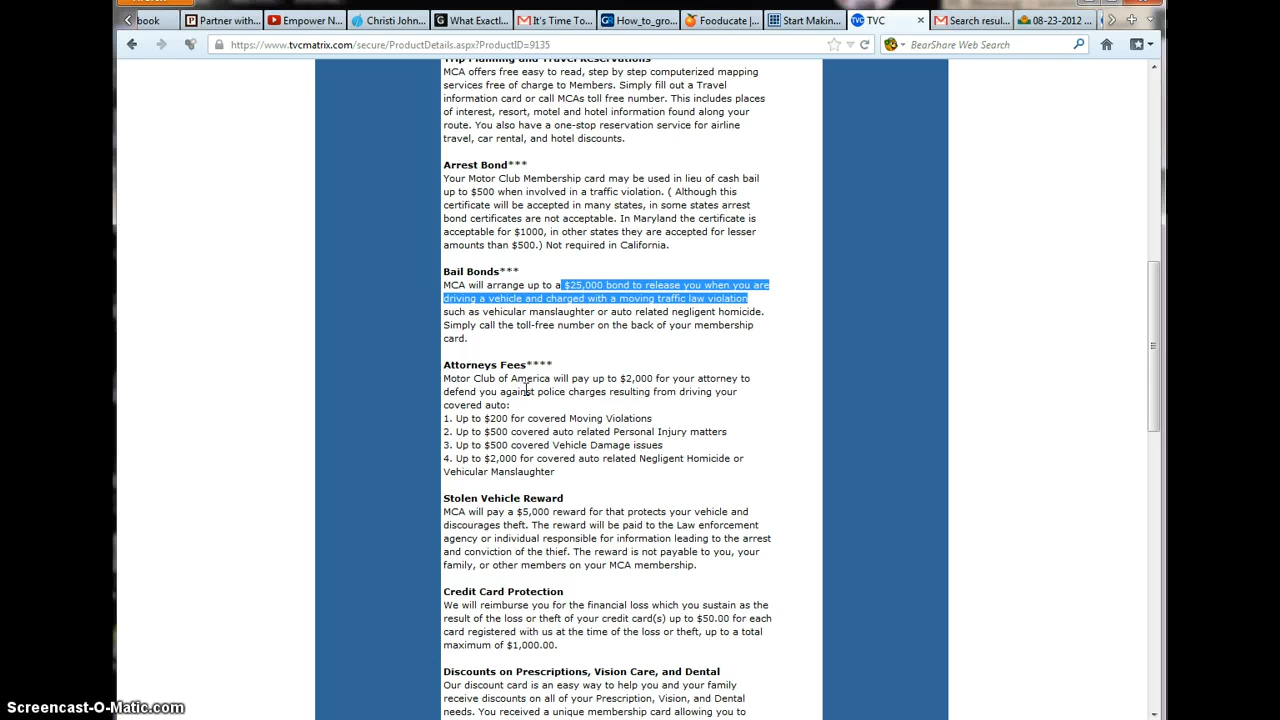 book
Partner with...
Empower N...
Christi John...
What Exactl...
It's Time To...
How_to_gro...
Fooducate |...
Start Makin...
TVC
Search resul...
08-23-2012 ...
https://www.tvcmatrix.com/secure/ProductDetails.aspx?ProductID=9135
BearShare Web Search
Trip Planning and Travel Reservations
MCA offers free easy to read, step by step computerized mapping
services free of charge to Members. Simply fill out a Travel
information card or call MCAs toll free number. This includes places
of interest, resort, motel and hotel information found along your
route. You also have a one-stop reservation service for airline
travel, car rental, and hotel discounts.
Arrest Bond***
Your Motor Club Membership card may be used in lieu of cash bail
up to $500 when involved in a traffic violation. ( Although this
certificate will be accepted in many states, in some states arrest
bond certificates are not acceptable. In Maryland the certificate is
acceptable for $1000, in other states they are accepted for lesser
amounts than $500.) Not required in California.
Bail Bonds***
MCA will arrange up to a $25,000 bond to release you when you are
driving a vehicle and charged with a moving traffic law violation
such as vehicular manslaughter or auto related negligent homicide.
Simply call the toll-free number on the back of your membership
card.
Attorneys Fees****
Motor Club of America will pay up to $2,000 for your attorney to
defend you against police charges resulting from driving your
covered auto:
1. Up to $200 for covered Moving Violations
2. Up to $500 covered auto related Personal Injury matters
3. Up to $500 covered Vehicle Damage issues
4. Up to $2,000 for covered auto related Negligent Homicide or
Vehicular Manslaughter
Stolen Vehicle Reward
MCA will pay a $5,000 reward for that protects your vehicle and
discourages theft. The reward will be paid to the Law enforcement
agency or individual responsible for information leading to the arrest
and conviction of the thief. The reward is not payable to you, your
family, or other members on your MCA membership.
Credit Card Protection
We will reimburse you for the financial loss which you sustain as the
result of the loss or theft of your credit card(s) up to $50.00 for each
card registered with us at the time of the loss or theft, up to a total
maximum of $1,000.00.
Discounts on Prescriptions, Vision Care, and Dental
Our discount card is an easy way to help you and your family
receive discounts on all of your Prescription, Vision, and Dental
needs. You received a unique membership card allowing you to
Screencast-O-Matic.com